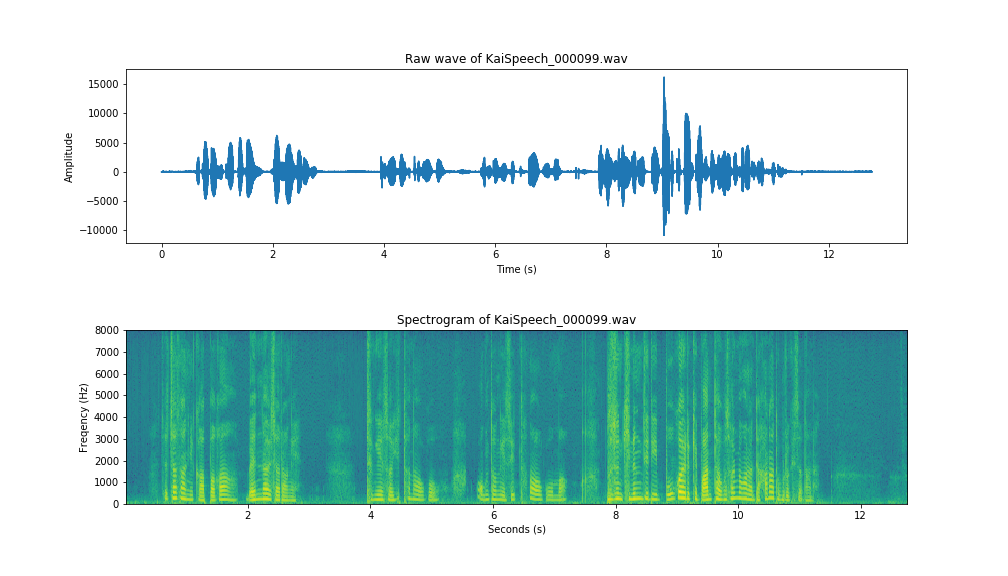 Raw wave of KaiSpeech_000099.wav
15000
10000
5000
0
−5000
−10000
Amplitude
0 2 4 6 8 10 12
Time (s)
Spectrogram of KaiSpeech_000099.wav
8000
7000
6000
5000
4000
3000
2000
1000
0
Freqency (Hz)
2 4 6 8 10 12
Seconds (s)